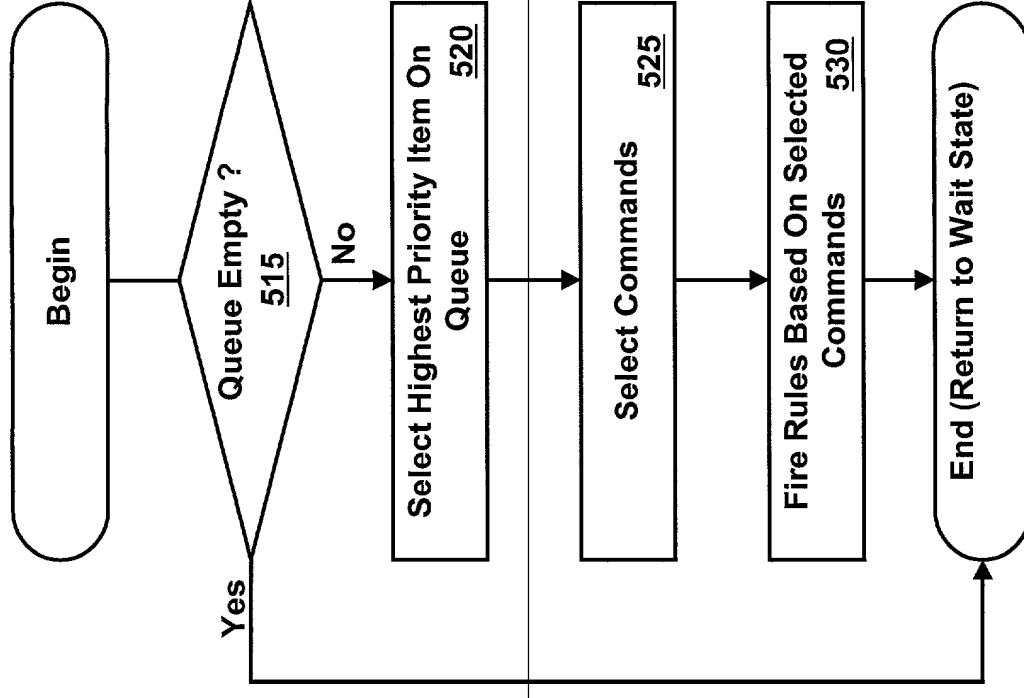 Begin
Queue Empty ?
515
Yes
No
Select Highest Priority Item On
Queue
520
Select Commands
525
Fire Rules Based On Selected
Commands
530
End (Return to Wait State)